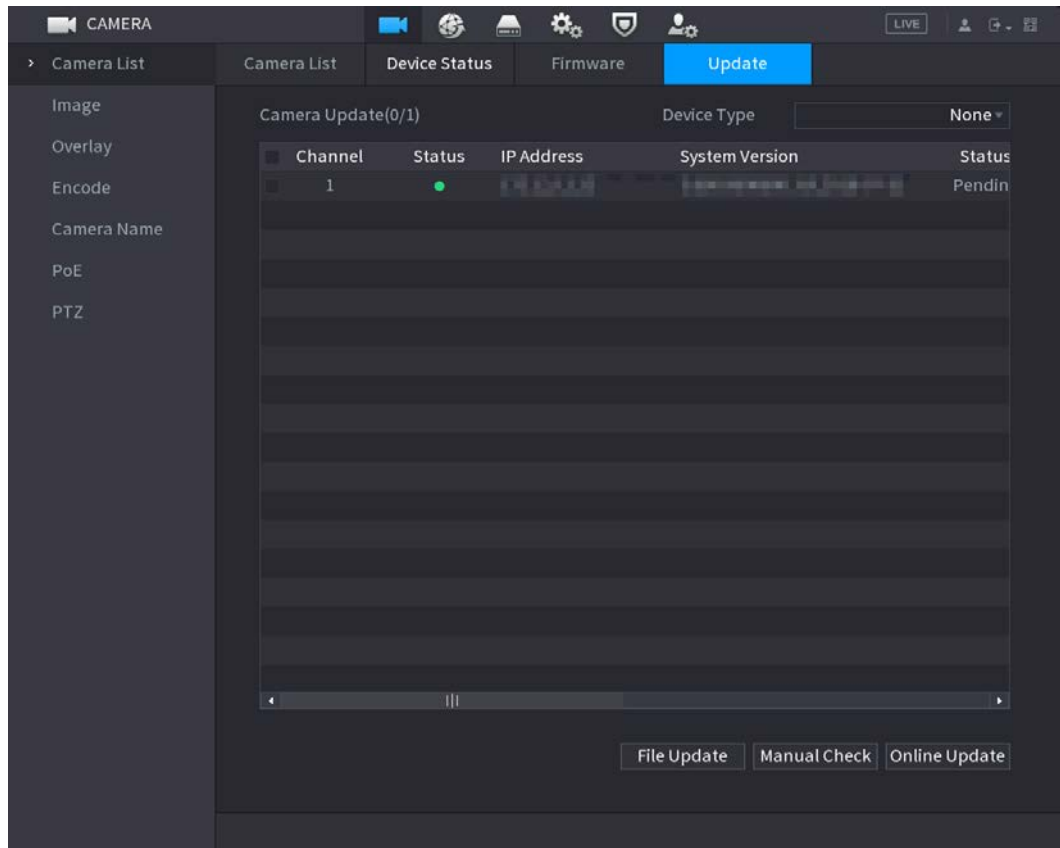 CAMERA
LIVE
Camera List
Image
Overlay
Encode
Camera Name
PoE
PTZ
Camera List Device Status Firmware Update
Camera Update(0/1) Device Type None
Channel Status IP Address System Version Status
1 Pendin
File Update Manual Check Online Update